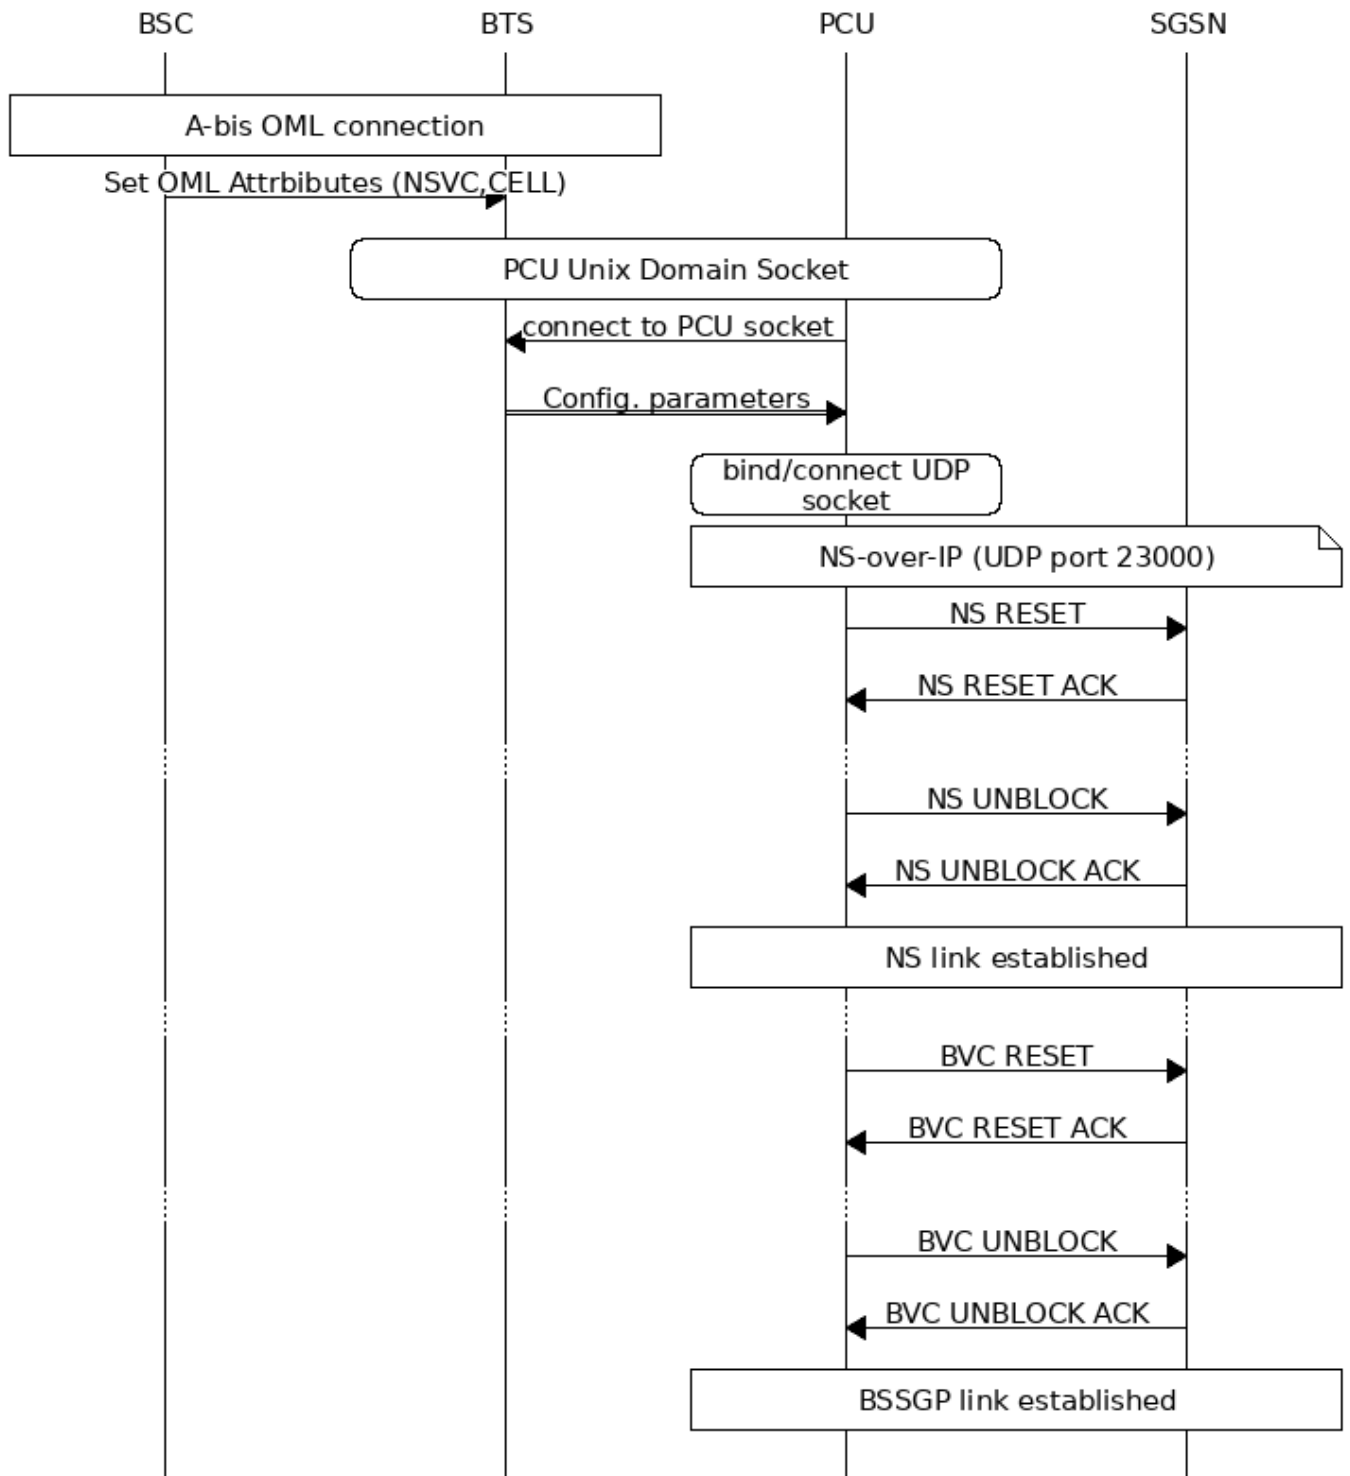 BSC BTS PCU SGSN
A-bis OML connection
Set OML Attrbibutes (NSVC,CELL)
PCU Unix Domain Socket
connect to PCU socket
Config. parameters
bind/connect UDP
socket
NS-over-IP (UDP port 23000)
NS RESET
NS RESET ACK
NS UNBLOCK
NS UNBLOCK ACK
NS link established
BVC RESET
BVC RESET ACK
BVC UNBLOCK
BVC UNBLOCK ACK
BSSGP link established